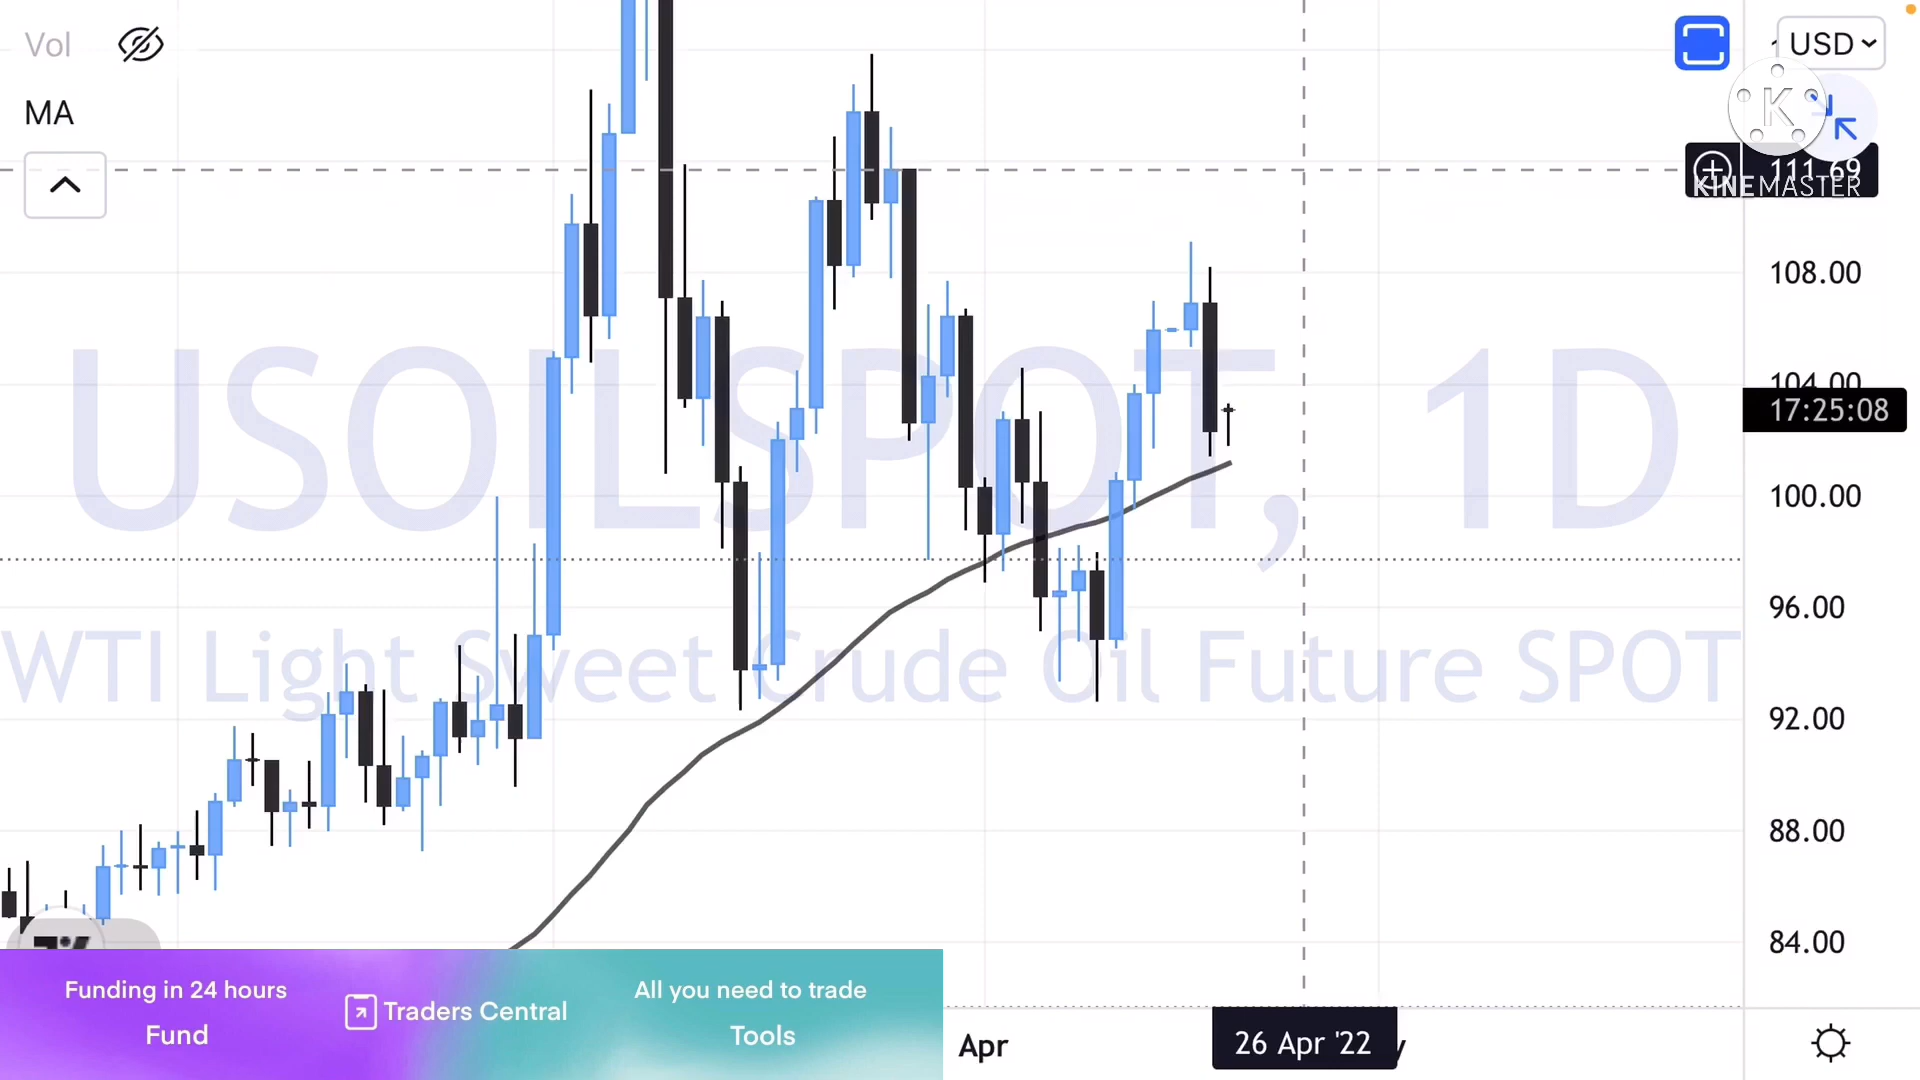 Vol
USD
MA
K
111.69
KINEMASTER
108.00
USOILSPOT, 1D
104.00
17:25:08
100.00
96.00
WTI Light Sweet Crude Oil Future SPOT
92.00
88.00
84.00
Funding in 24 hours
Fund
Traders Central
All you need to trade
Tools
Apr
26 Apr '22